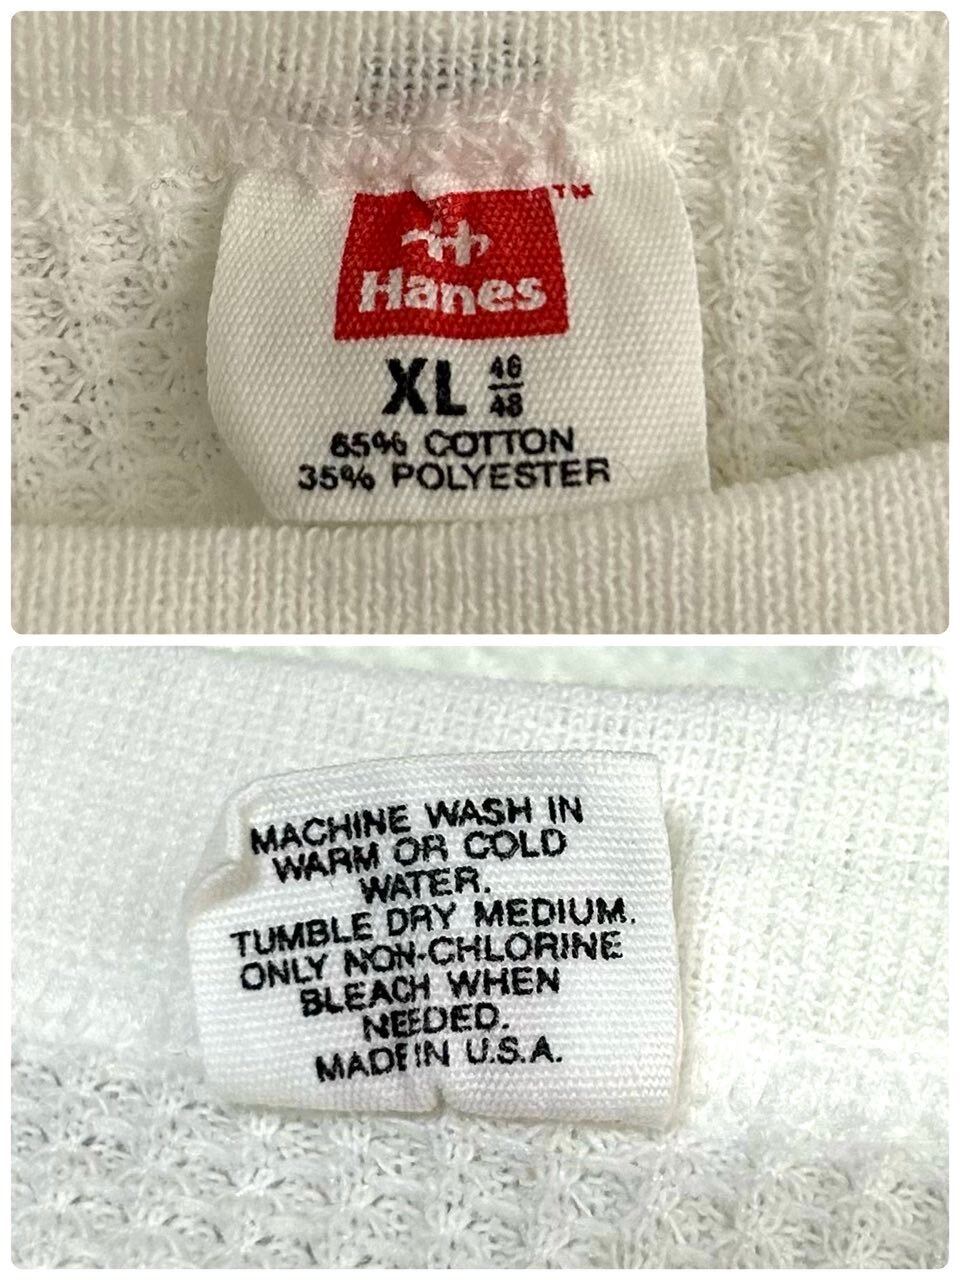 TM
Hanes
XL 46/48
65% COTTON
35% POLYESTER
MACHINE WASH IN
WARM OR COLD
WATER.
TUMBLE DRY MEDIUM.
ONLY NON-CHLORINE
BLEACH WHEN
NEEDED.
MADE IN U.S.A.